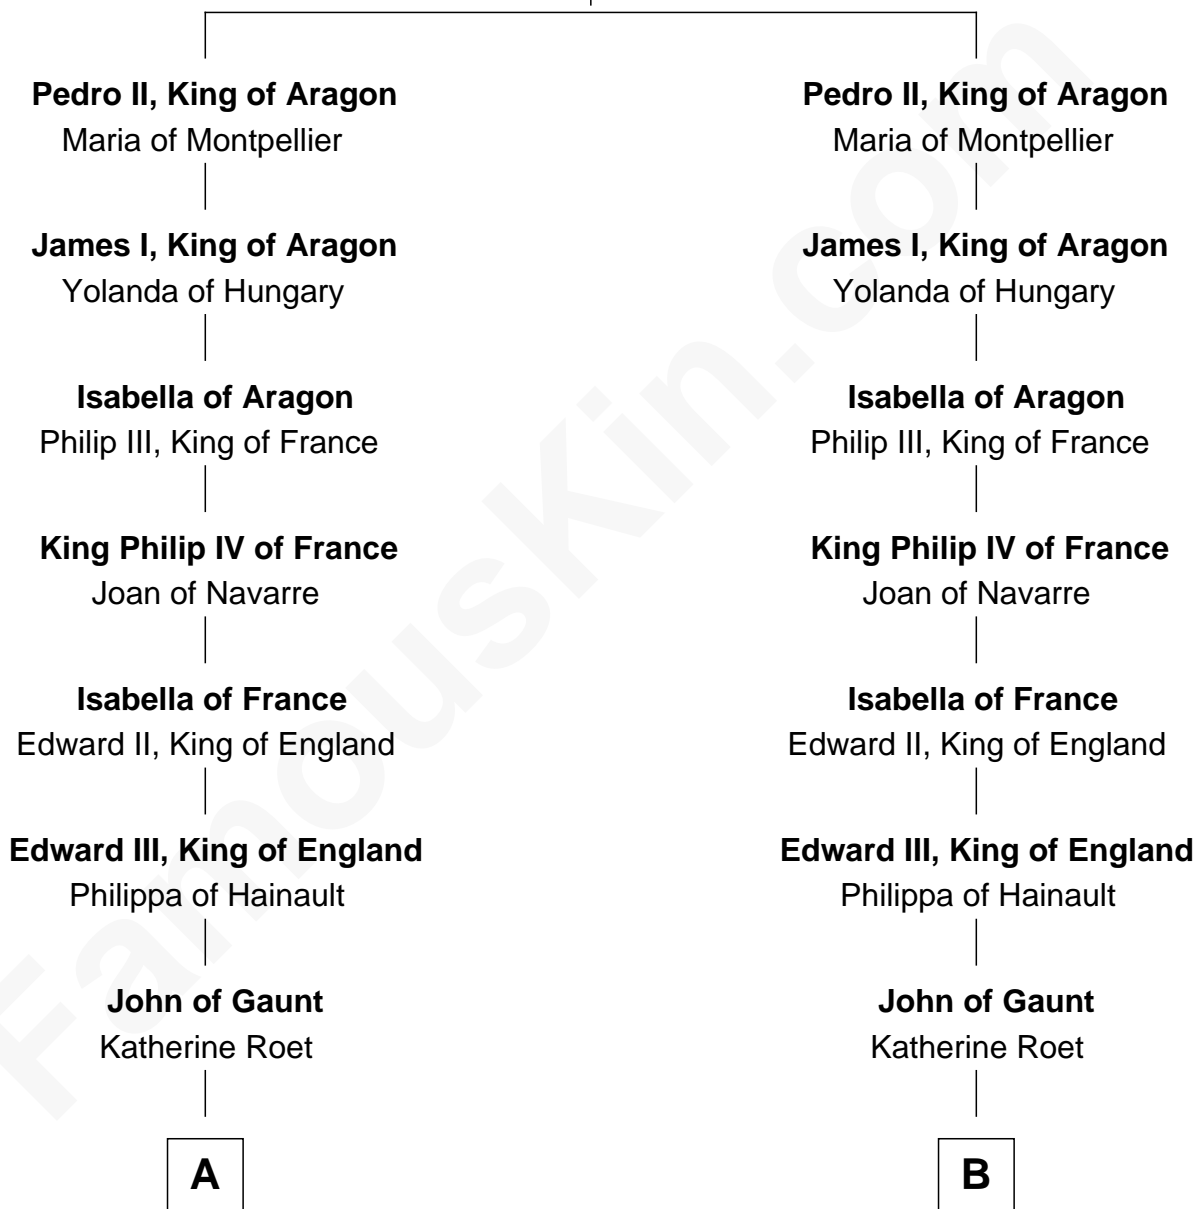 Pedro II, King of Aragon
Maria of Montpellier
James I, King of Aragon
Yolanda of Hungary
Isabella of Aragon
Philip III, King of France
King Philip IV of France
Joan of Navarre
Isabella of France
Edward II, King of England
Edward III, King of England
Philippa of Hainault
John of Gaunt
Katherine Roet
A
Pedro II, King of Aragon
Maria of Montpellier
James I, King of Aragon
Yolanda of Hungary
Isabella of Aragon
Philip III, King of France
King Philip IV of France
Joan of Navarre
Isabella of France
Edward II, King of England
Edward III, King of England
Philippa of Hainault
John of Gaunt
Katherine Roet
B
FamousKin.com